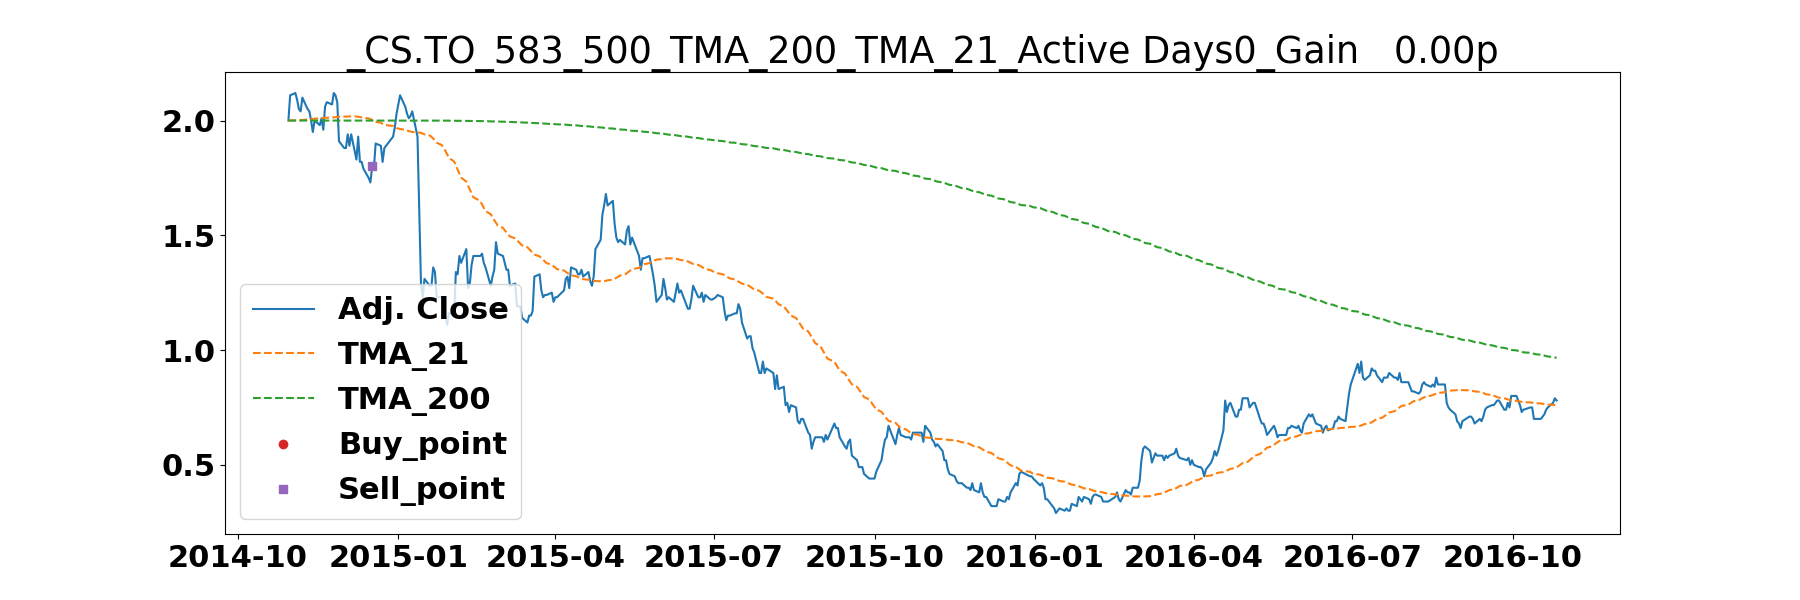 _CS.TO_583_500_TMA_200_TMA_21_Active Days0_Gain   0.00p
2.0
1.5
1.0
0.5
Adj. Close
TMA_21
TMA_200
Buy_point
Sell_point
2014-10 2015-01 2015-04 2015-07 2015-10 2016-01 2016-04 2016-07 2016-10